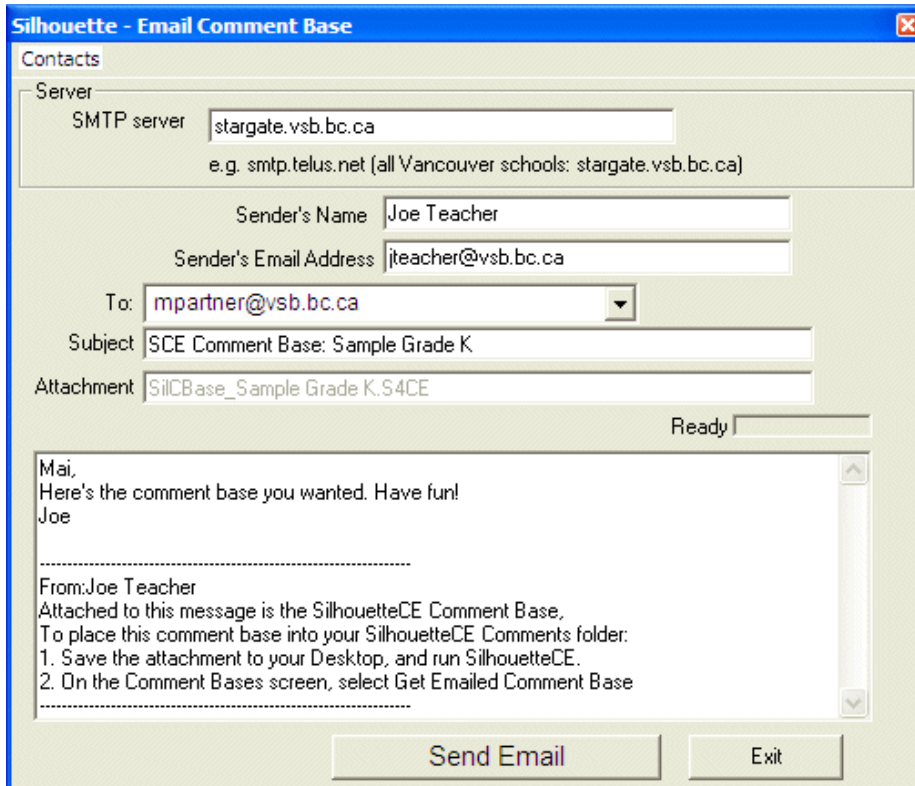 Silhouette - Email Comment Base
Contacts
Server
SMTP server stargate.vsb.bc.ca
e.g. smtp.telus.net (all Vancouver schools: stargate.vsb.bc.ca)
Sender's Name Joe Teacher
Sender's Email Address jteacher@vsb.bc.ca
To: mpartner@vsb.bc.ca
Subject SCE Comment Base: Sample Grade K
Attachment SilCBase_Sample Grade K.S4CE
Ready
Mai,
Here's the comment base you wanted. Have fun!
Joe
----------------------------------------------------------------------
From:Joe Teacher
Attached to this message is the SilhouetteCE Comment Base,
To place this comment base into your SilhouetteCE Comments folder:
1. Save the attachment to your Desktop, and run SilhouetteCE.
2. On the Comment Bases screen, select Get Emailed Comment Base
----------------------------------------------------------------------
Send Email Exit